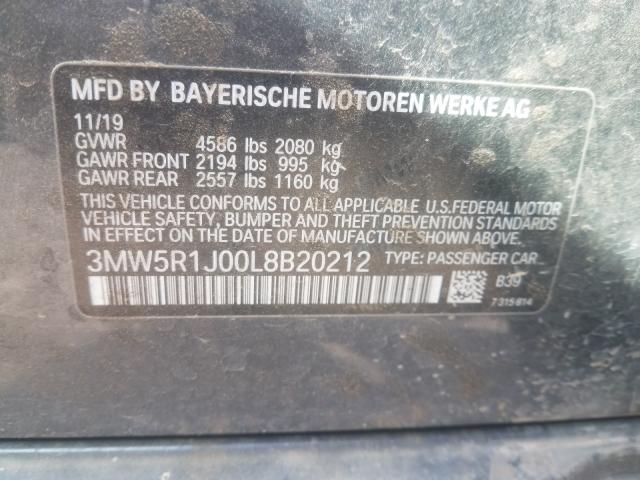 MFD BY BAYERISCHE MOTOREN WERKE AG
11/19
GVWR 4586 lbs 2080 kg
GAWR FRONT 2194 lbs 995 kg
GAWR REAR 2557 lbs 1160 kg
THIS VEHICLE CONFORMS TO ALL APPLICABLE U.S.FEDERAL MOTOR
VEHICLE SAFETY, BUMPER AND THEFT PREVENTION STANDARDS
IN EFFECT ON THE DATE OF MANUFACTURE SHOWN ABOVE.
3MW5R1J00L8B20212 TYPE: PASSENGER CAR
B39
7 315 814